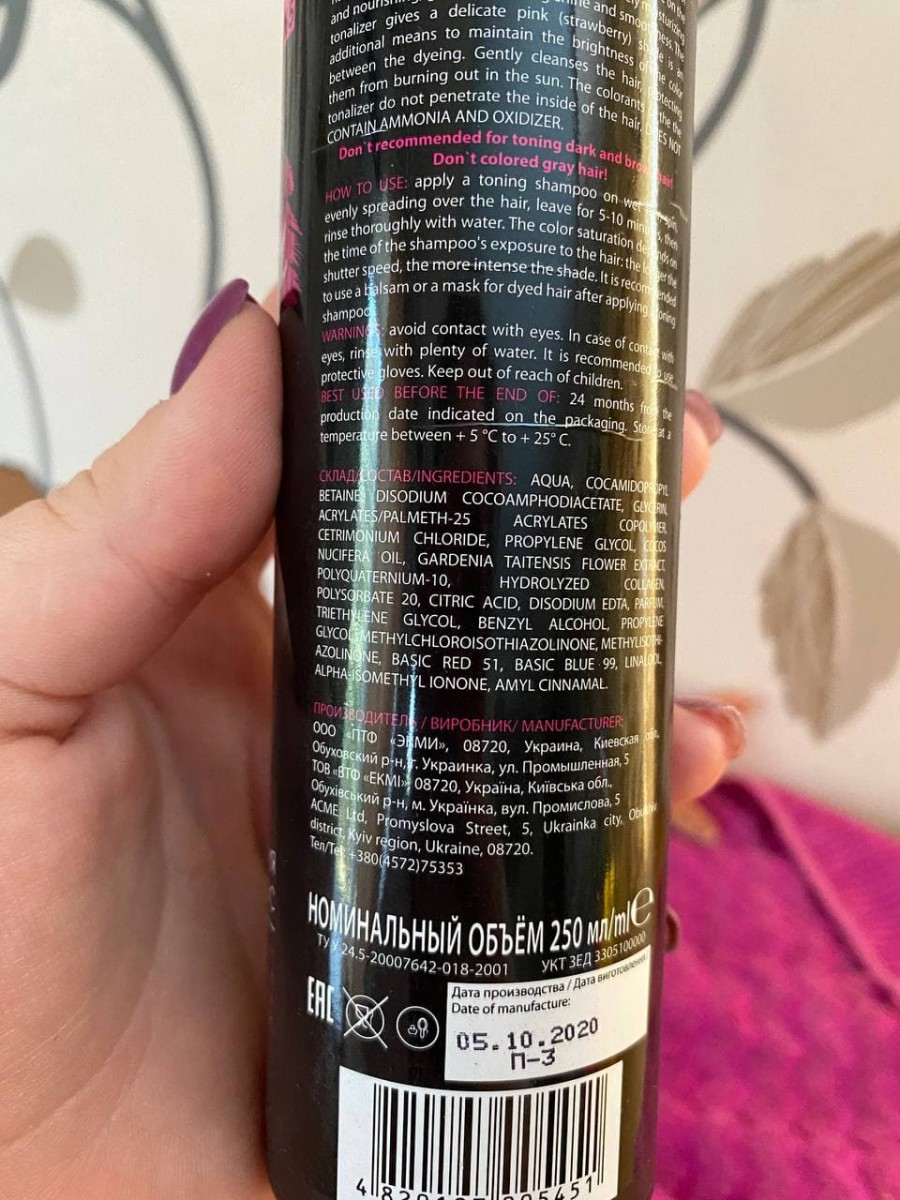 and nourishing
tonalizer gives a delicate pink (strawberry) is an
additional means to maintain the brightness of the color
between the dyeing. Gently cleanses the hair, protecting
them from burning out in the sun. The colorants of the
tonalizer do not penetrate the inside of the hair, DOES NOT
CONTAIN AMMONIA AND OXIDIZER.
Don`t recommended for toning dark and brown hair!
Don`t colored gray hair!
HOW TO USE: apply a toning shampoo on wet
evenly spreading over the hair, leave for 5-10 minutes, then
rinse thoroughly with water. The color saturation depends on
the time of the shampoo's exposure to the hair: the longer the
shutter speed, the more intense the shade. It is recommended
to use a balsam or a mask for dyed hair after applying toning
shampoo.
WARNINGS: avoid contact with eyes. In case of contact with
eyes, rinse with plenty of water. It is recommended to use
protective gloves. Keep out of reach of children.
BEST USED BEFORE THE END OF: 24 months from the
production date indicated on the packaging. Store at a
temperature between + 5 °C to + 25° C.
СКЛАД/СОСТАВ/INGREDIENTS: AQUA, COCAMIDOPROPYL
BETAINE, DISODIUM COCOAMPHODIACETATE, GLYCERIN,
ACRYLATES/PALMETH-25 ACRYLATES COPOLYMER,
CETRIMONIUM CHLORIDE, PROPYLENE GLYCOL, COCOS
NUCIFERA OIL, GARDENIA TAITENSIS FLOWER EXTRACT,
POLYQUATERNIUM-10, HYDROLYZED COLLAGEN,
POLYSORBATE 20, CITRIC ACID, DISODIUM EDTA, PARFUM,
TRIETHYLENE GLYCOL, BENZYL ALCOHOL, PROPYLENE
GLYCOL, METHYLCHLOROISOTHIAZOLINONE, METHYLISOTHI-
AZOLINONE, BASIC RED 51, BASIC BLUE 99, LINALOOL,
ALPHA-ISOMETHYL IONONE, AMYL CINNAMAL.
ПРОИЗВОДИТЕЛЬ / ВИРОБНИК/ MANUFACTURER:
ООО «ПТФ «ЭКМИ», 08720, Украина, Киевская обл.,
Обуховский р-н, г. Украинка, ул. Промышленная, 5
ТОВ «ВТФ «ЕКМІ» 08720, Україна, Київська обл.,
Обухівський р-н, м. Українка, вул. Промислова, 5
ACME Ltd, Promyslova Street, 5, Ukrainka city, Obukhiv
district, Kyiv region, Ukraine, 08720.
Тел/Tel: +380(4572)75353
НОМИНАЛЬНЫЙ ОБЪЁМ 250 мл/ml e
ТУ У 24.5-20007642-018-2001 УКТ ЗЕД 3305100000
EAC
Дата производства / Дата виготовлення /
Date of manufacture:
05.10.2020
П-3